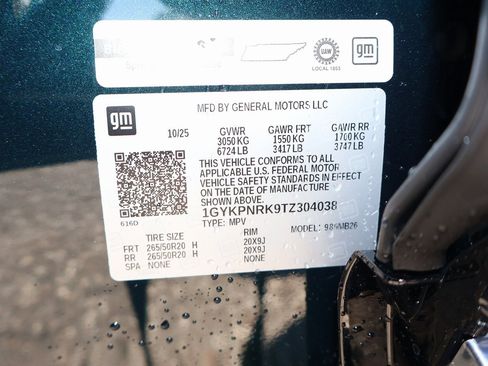 UAW
LOCAL 1853
gm
gm
MFD BY GENERAL MOTORS LLC
10/25
GVWR GAWR FRT GAWR RR
3050 KG 1550 KG 1700 KG
6724 LB 3417 LB 3747 LB
THIS VEHICLE CONFORMS TO ALL
APPLICABLE U.S. FEDERAL MOTOR
VEHICLE SAFETY STANDARDS IN EFFECT
ON THE DATE OF MANUFACTURE
SHOWN ABOVE.
616D
1GYKPNRK9TZ304038
TYPE: MPV MODEL:
TIRE SIZE RIM
FRT 265/50R20 H 20X9J
RR 265/50R20 H 20X9J
SPA NONE NONE